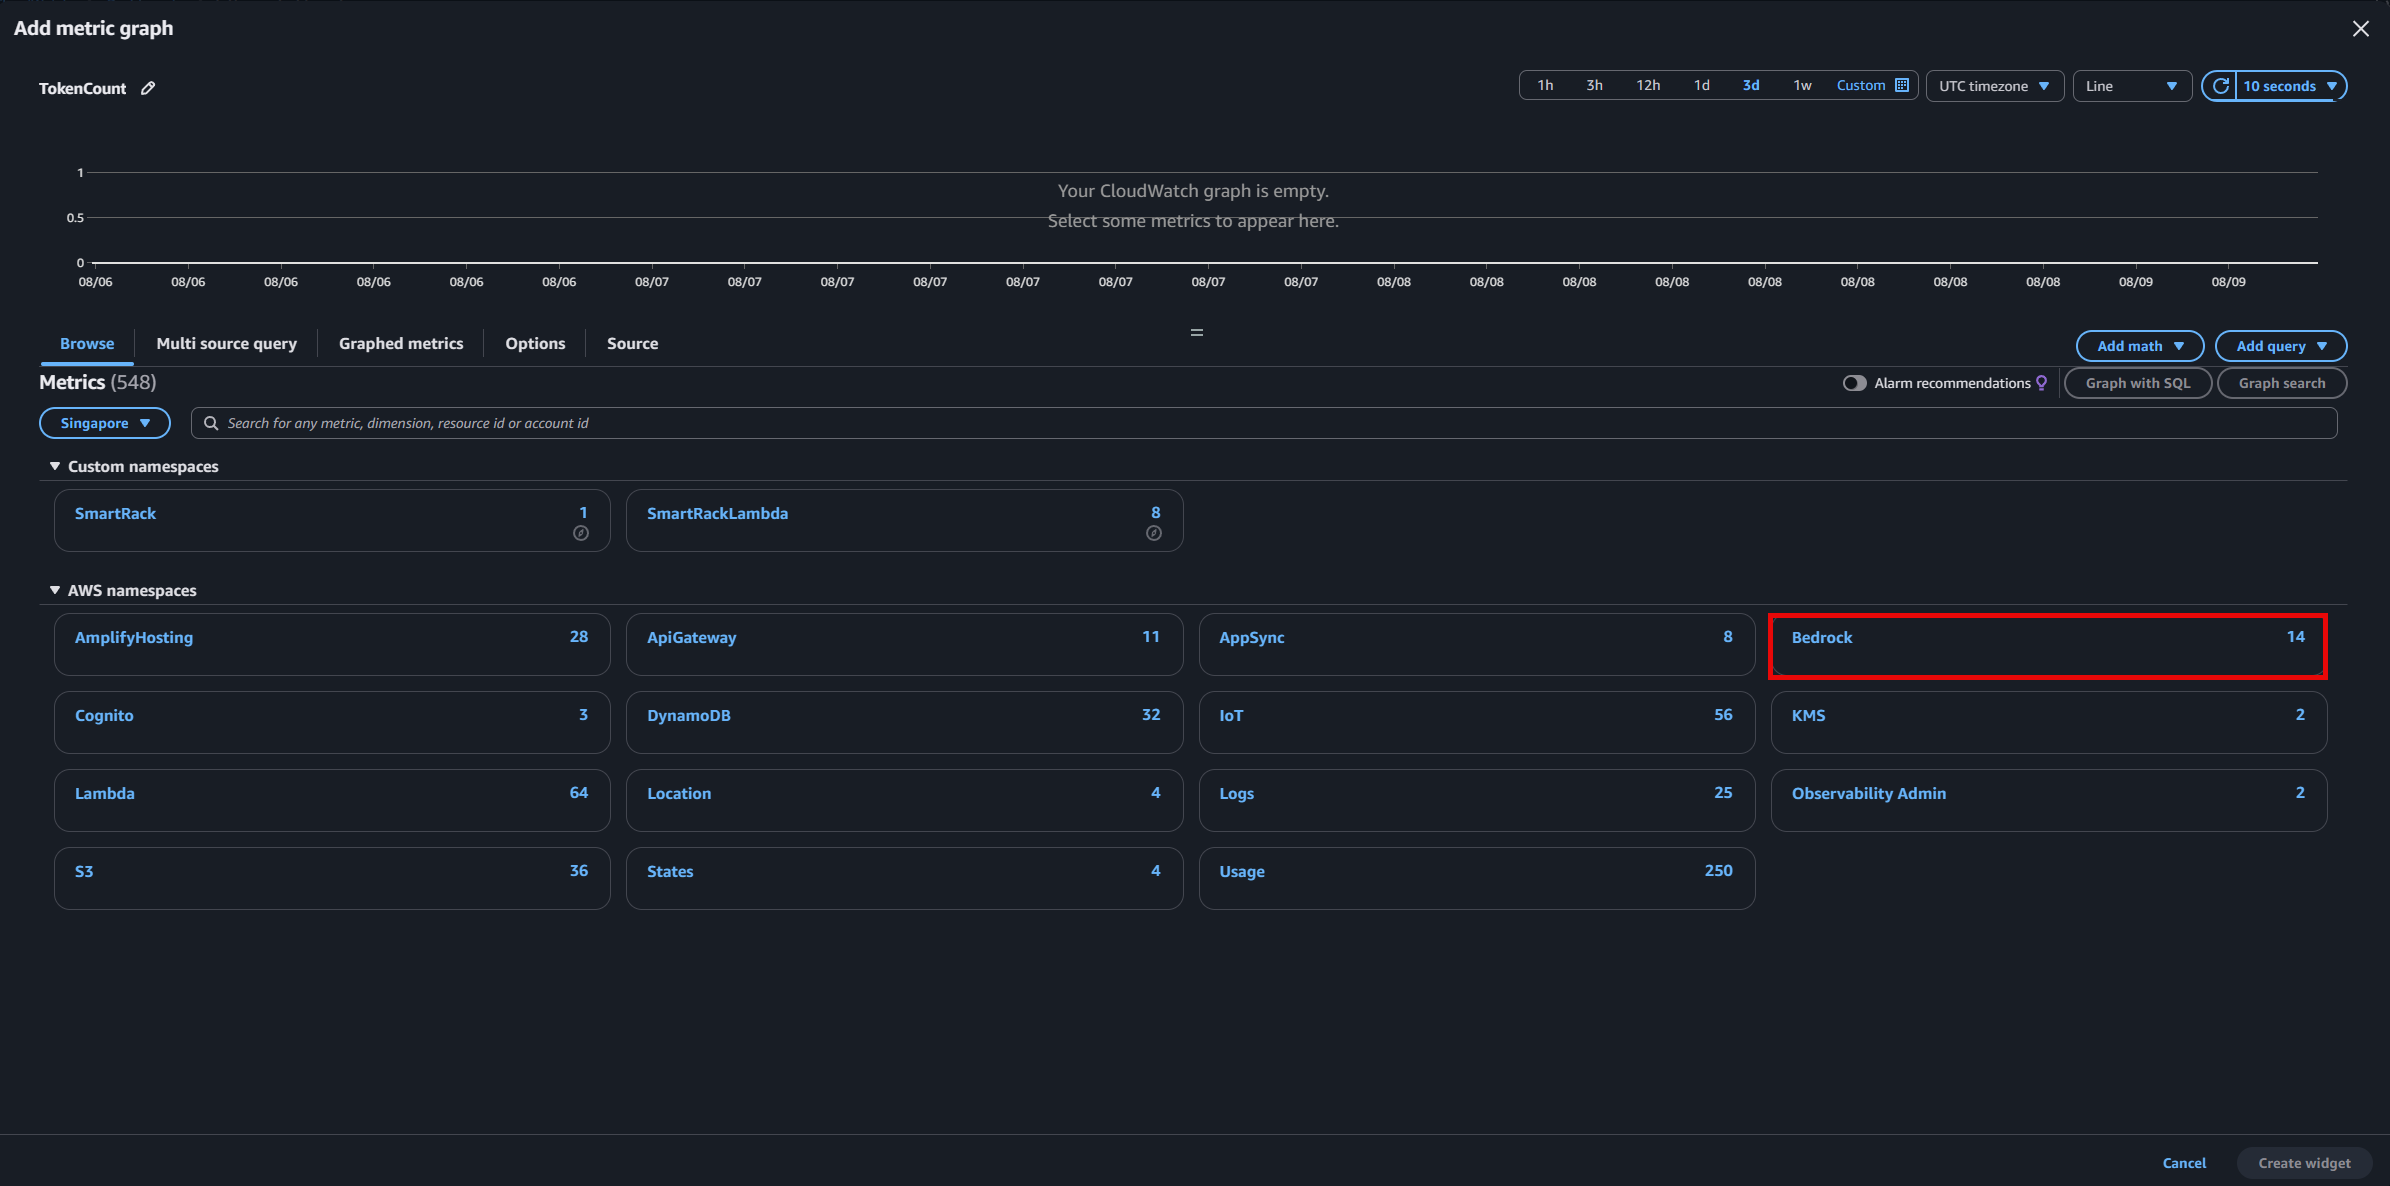 Add metric graph
TokenCount
1h 3h 12h 1d 3d 1w Custom UTC timezone Line 10 seconds
1
Your CloudWatch graph is empty.
0.5
Select some metrics to appear here.
0
08/06 08/06 08/06 08/06 08/06 08/06 08/07 08/07 08/07 08/07 08/07 08/07 08/07 08/07 08/08 08/08 08/08 08/08 08/08 08/08 08/08 08/08 08/09 08/09
Browse Multi source query Graphed metrics Options Source Add math Add query
Metrics (548) Alarm recommendations Graph with SQL Graph search
Singapore Search for any metric, dimension, resource id or account id
Custom namespaces
SmartRack 1 SmartRackLambda 8
AWS namespaces
AmplifyHosting 28 ApiGateway 11 AppSync 8 Bedrock 14
Cognito 3 DynamoDB 32 IoT 56 KMS 2
Lambda 64 Location 4 Logs 25 Observability Admin 2
S3 36 States 4 Usage 250
Cancel Create widget